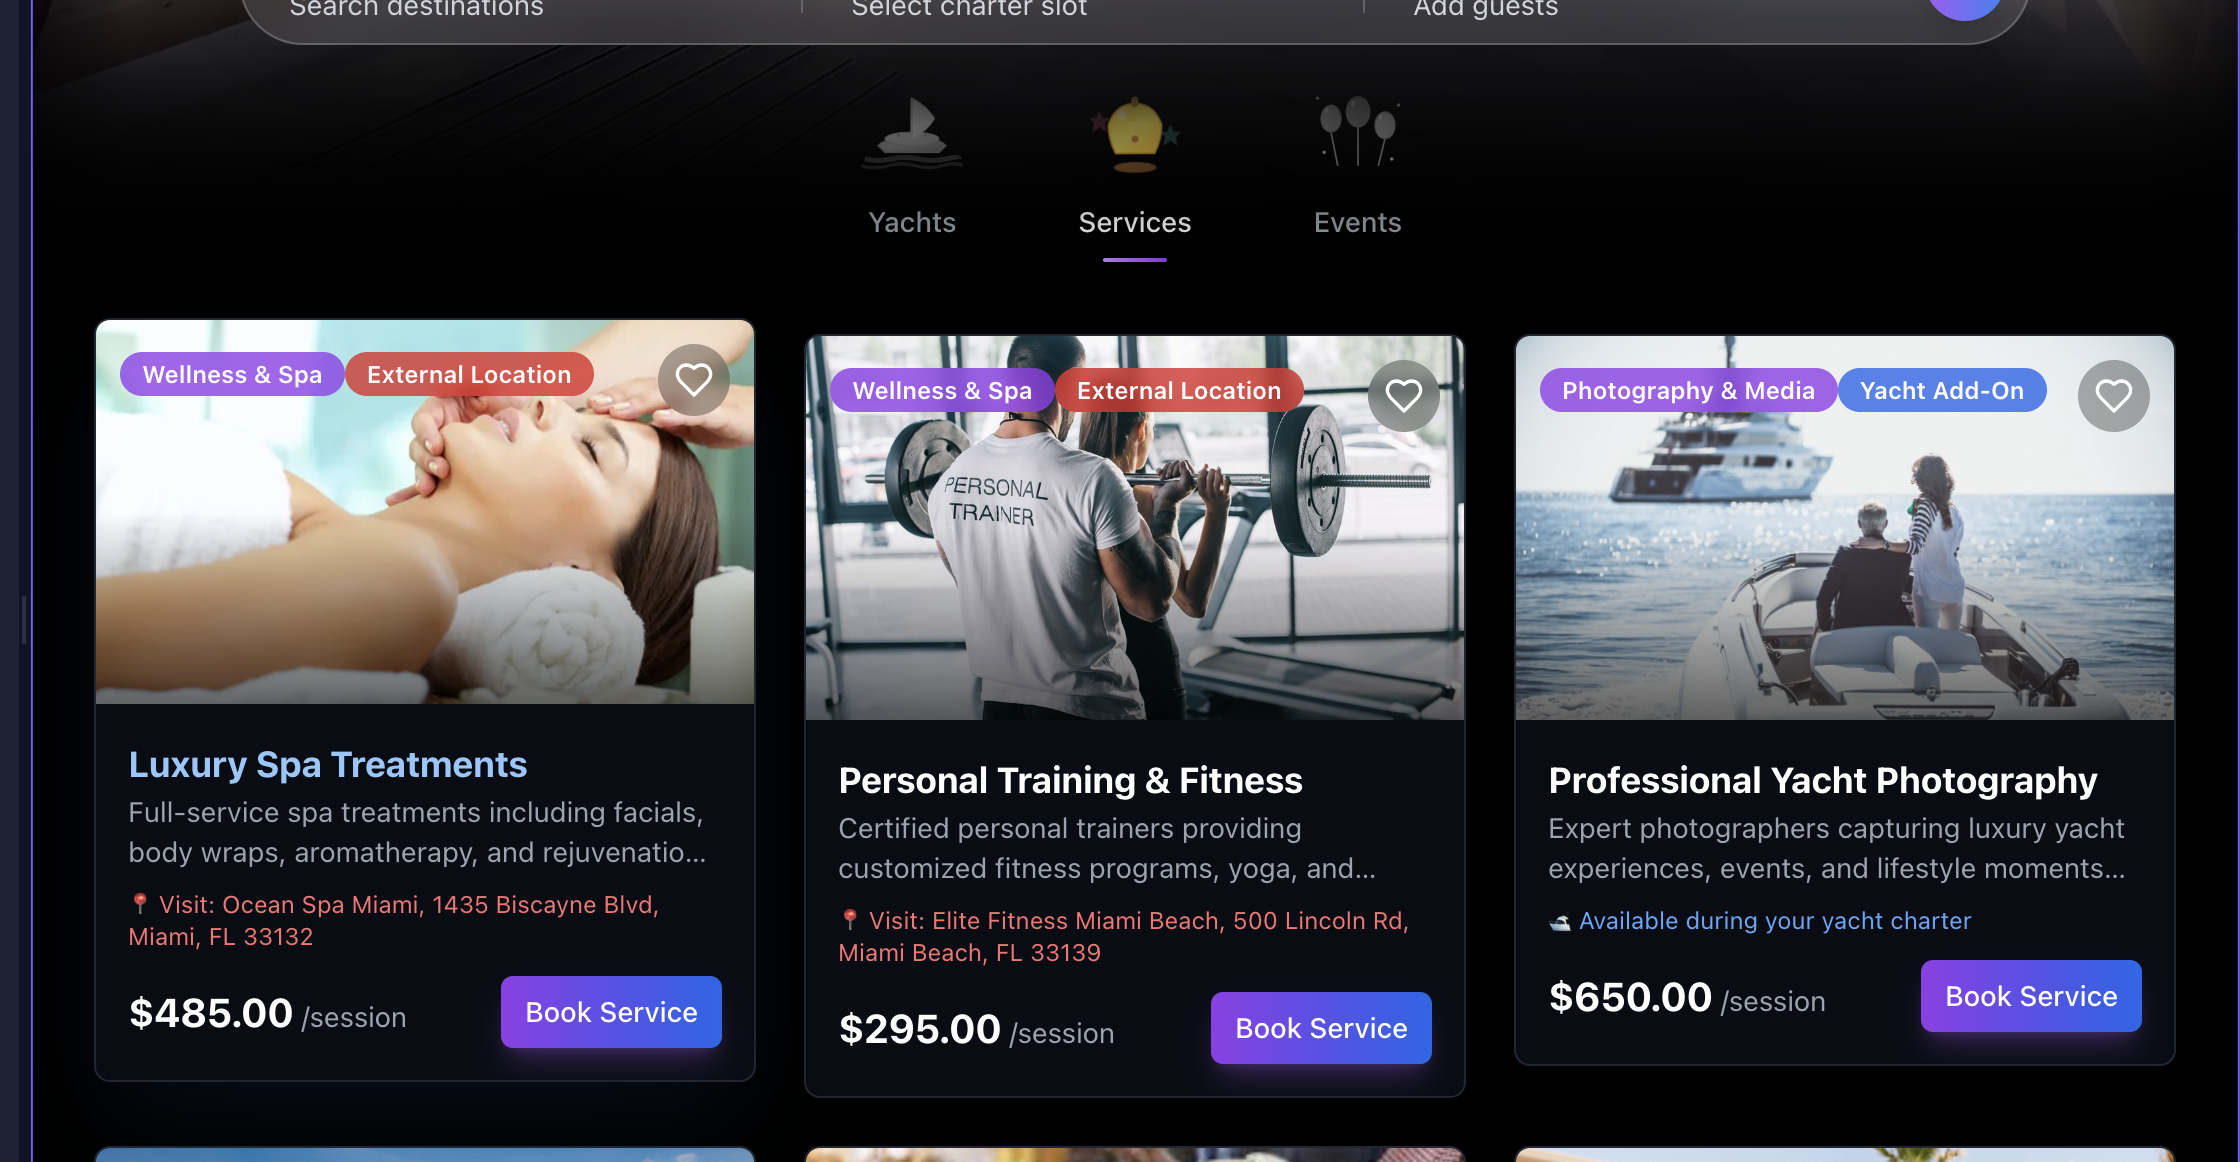 Search destinations
Select charter slot
Add guests
Yachts
Services
Events
Wellness & Spa
External Location
Luxury Spa Treatments
Full-service spa treatments including facials,
body wraps, aromatherapy, and rejuvenatio...
📍 Visit: Ocean Spa Miami, 1435 Biscayne Blvd,
Miami, FL 33132
$485.00 /session
Book Service
Wellness & Spa
External Location
PERSONAL
TRAINER
Personal Training & Fitness
Certified personal trainers providing
customized fitness programs, yoga, and...
📍 Visit: Elite Fitness Miami Beach, 500 Lincoln Rd,
Miami Beach, FL 33139
$295.00 /session
Book Service
Photography & Media
Yacht Add-On
Professional Yacht Photography
Expert photographers capturing luxury yacht
experiences, events, and lifestyle moments...
🛥️ Available during your yacht charter
$650.00 /session
Book Service